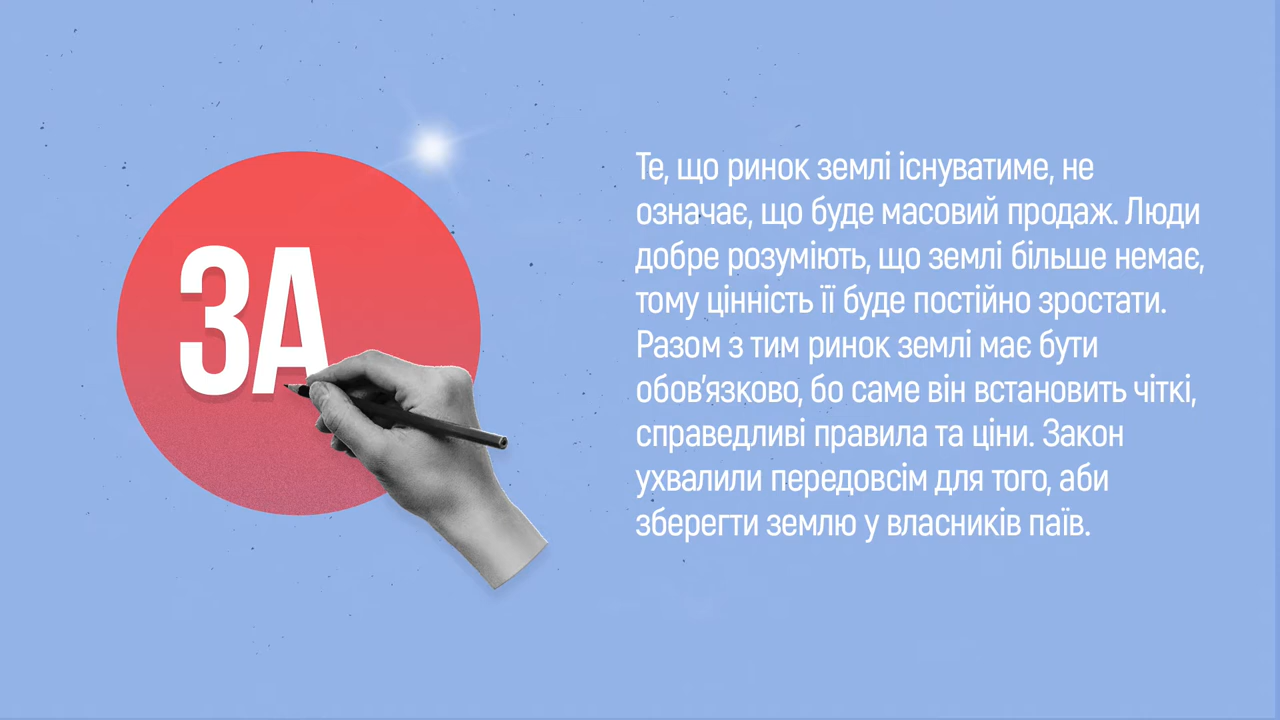 ЗА
Те, що ринок землі існуватиме, не
означає, що буде масовий продаж. Люди
добре розуміють, що землі більше немає,
тому цінність її буде постійно зростати.
Разом з тим ринок землі має бути
обов’язково, бо саме він встановить чіткі,
справедливі правила та ціни. Закон
ухвалили передовсім для того, аби
зберегти землю у власників паїв.